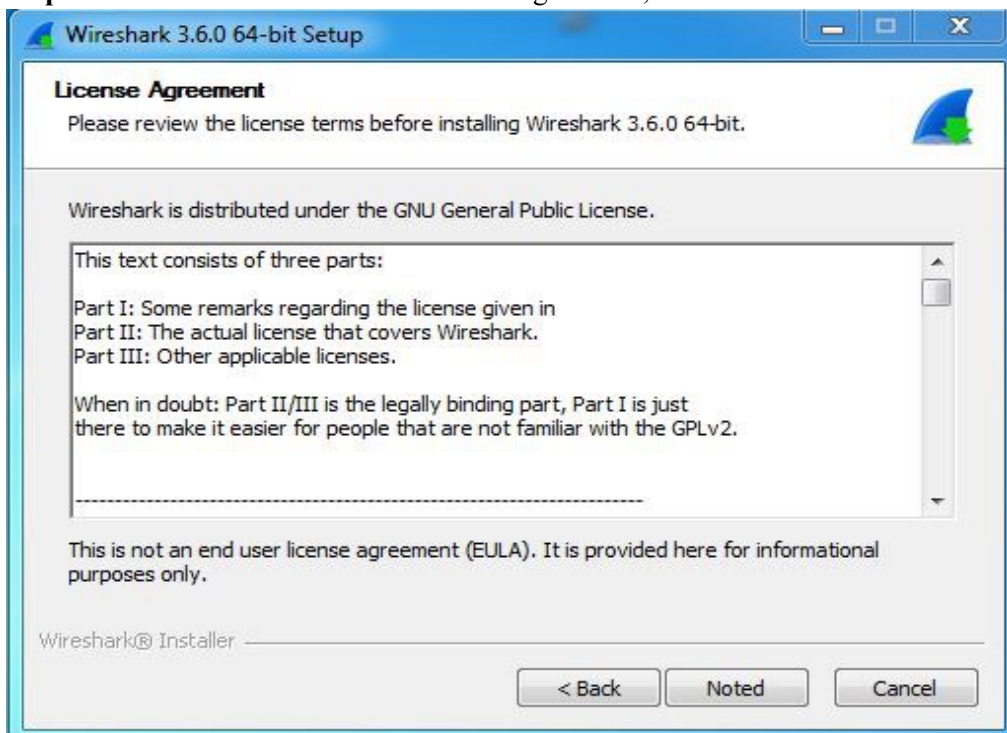 Wireshark 3.6.0 64-bit Setup
License Agreement
Please review the license terms before installing Wireshark 3.6.0 64-bit.
Wireshark is distributed under the GNU General Public License.
This text consists of three parts:
Part I: Some remarks regarding the license given in
Part II: The actual license that covers Wireshark.
Part III: Other applicable licenses.
When in doubt: Part II/III is the legally binding part, Part I is just
there to make it easier for people that are not familiar with the GPLv2.
-----------------------------------------------------------------------
This is not an end user license agreement (EULA). It is provided here for informational
purposes only.
Wireshark® Installer
< Back Noted Cancel